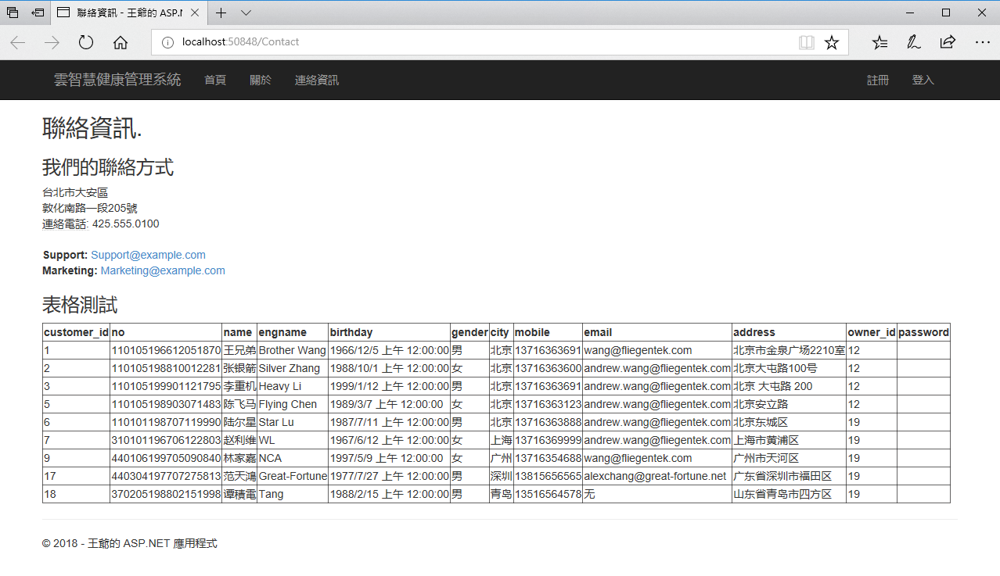 聯絡資訊 - 王爺的 ASP.N
localhost:50848/Contact
雲智慧健康管理系統 首頁 關於 連絡資訊 註冊 登入
聯絡資訊.
我們的聯絡方式
台北市大安區
敦化南路一段205號
連絡電話: 425.555.0100
Support: Support@example.com
Marketing: Marketing@example.com
表格測試
customer_id no name engname birthday gender city mobile email address owner_id password
1 110105196612051870 王兄弟 Brother Wang 1966/12/5 上午 12:00:00 男 北京 13716363691 wang@fliegentek.com 北京市金泉广场2210室 12
2 110105198810012281 张银箭 Silver Zhang 1988/10/1 上午 12:00:00 女 北京 13716363600 andrew.wang@fliegentek.com 北京大屯路100号 12
3 110105199901121795 李重机 Heavy Li 1999/1/12 上午 12:00:00 男 北京 13716363691 andrew.wang@fliegentek.com 北京 大屯路 200 12
5 110105198903071483 陈飞马 Flying Chen 1989/3/7 上午 12:00:00 女 北京 13716363123 andrew.wang@fliegentek.com 北京安立路 12
6 110101198707119990 陆尔星 Star Lu 1987/7/11 上午 12:00:00 男 北京 13716363888 andrew.wang@fliegentek.com 北京东城区 19
7 310101196706122803 赵利维 WL 1967/6/12 上午 12:00:00 女 上海 13716369999 andrew.wang@fliegentek.com 上海市黄浦区 19
9 440106199705090840 林家嘉 NCA 1997/5/9 上午 12:00:00 女 广州 13716354688 wang@fliegentek.com 广州市天河区 19
17 440304197707275813 范天鴻 Great-Fortune 1977/7/27 上午 12:00:00 男 深圳 13815656565 alexchang@great-fortune.net 广东省深圳市福田区 19
18 370205198802151998 谭積電 Tang 1988/2/15 上午 12:00:00 男 青岛 13516564578 无 山东省青岛市四方区 19
© 2018 - 王爺的 ASP.NET 應用程式